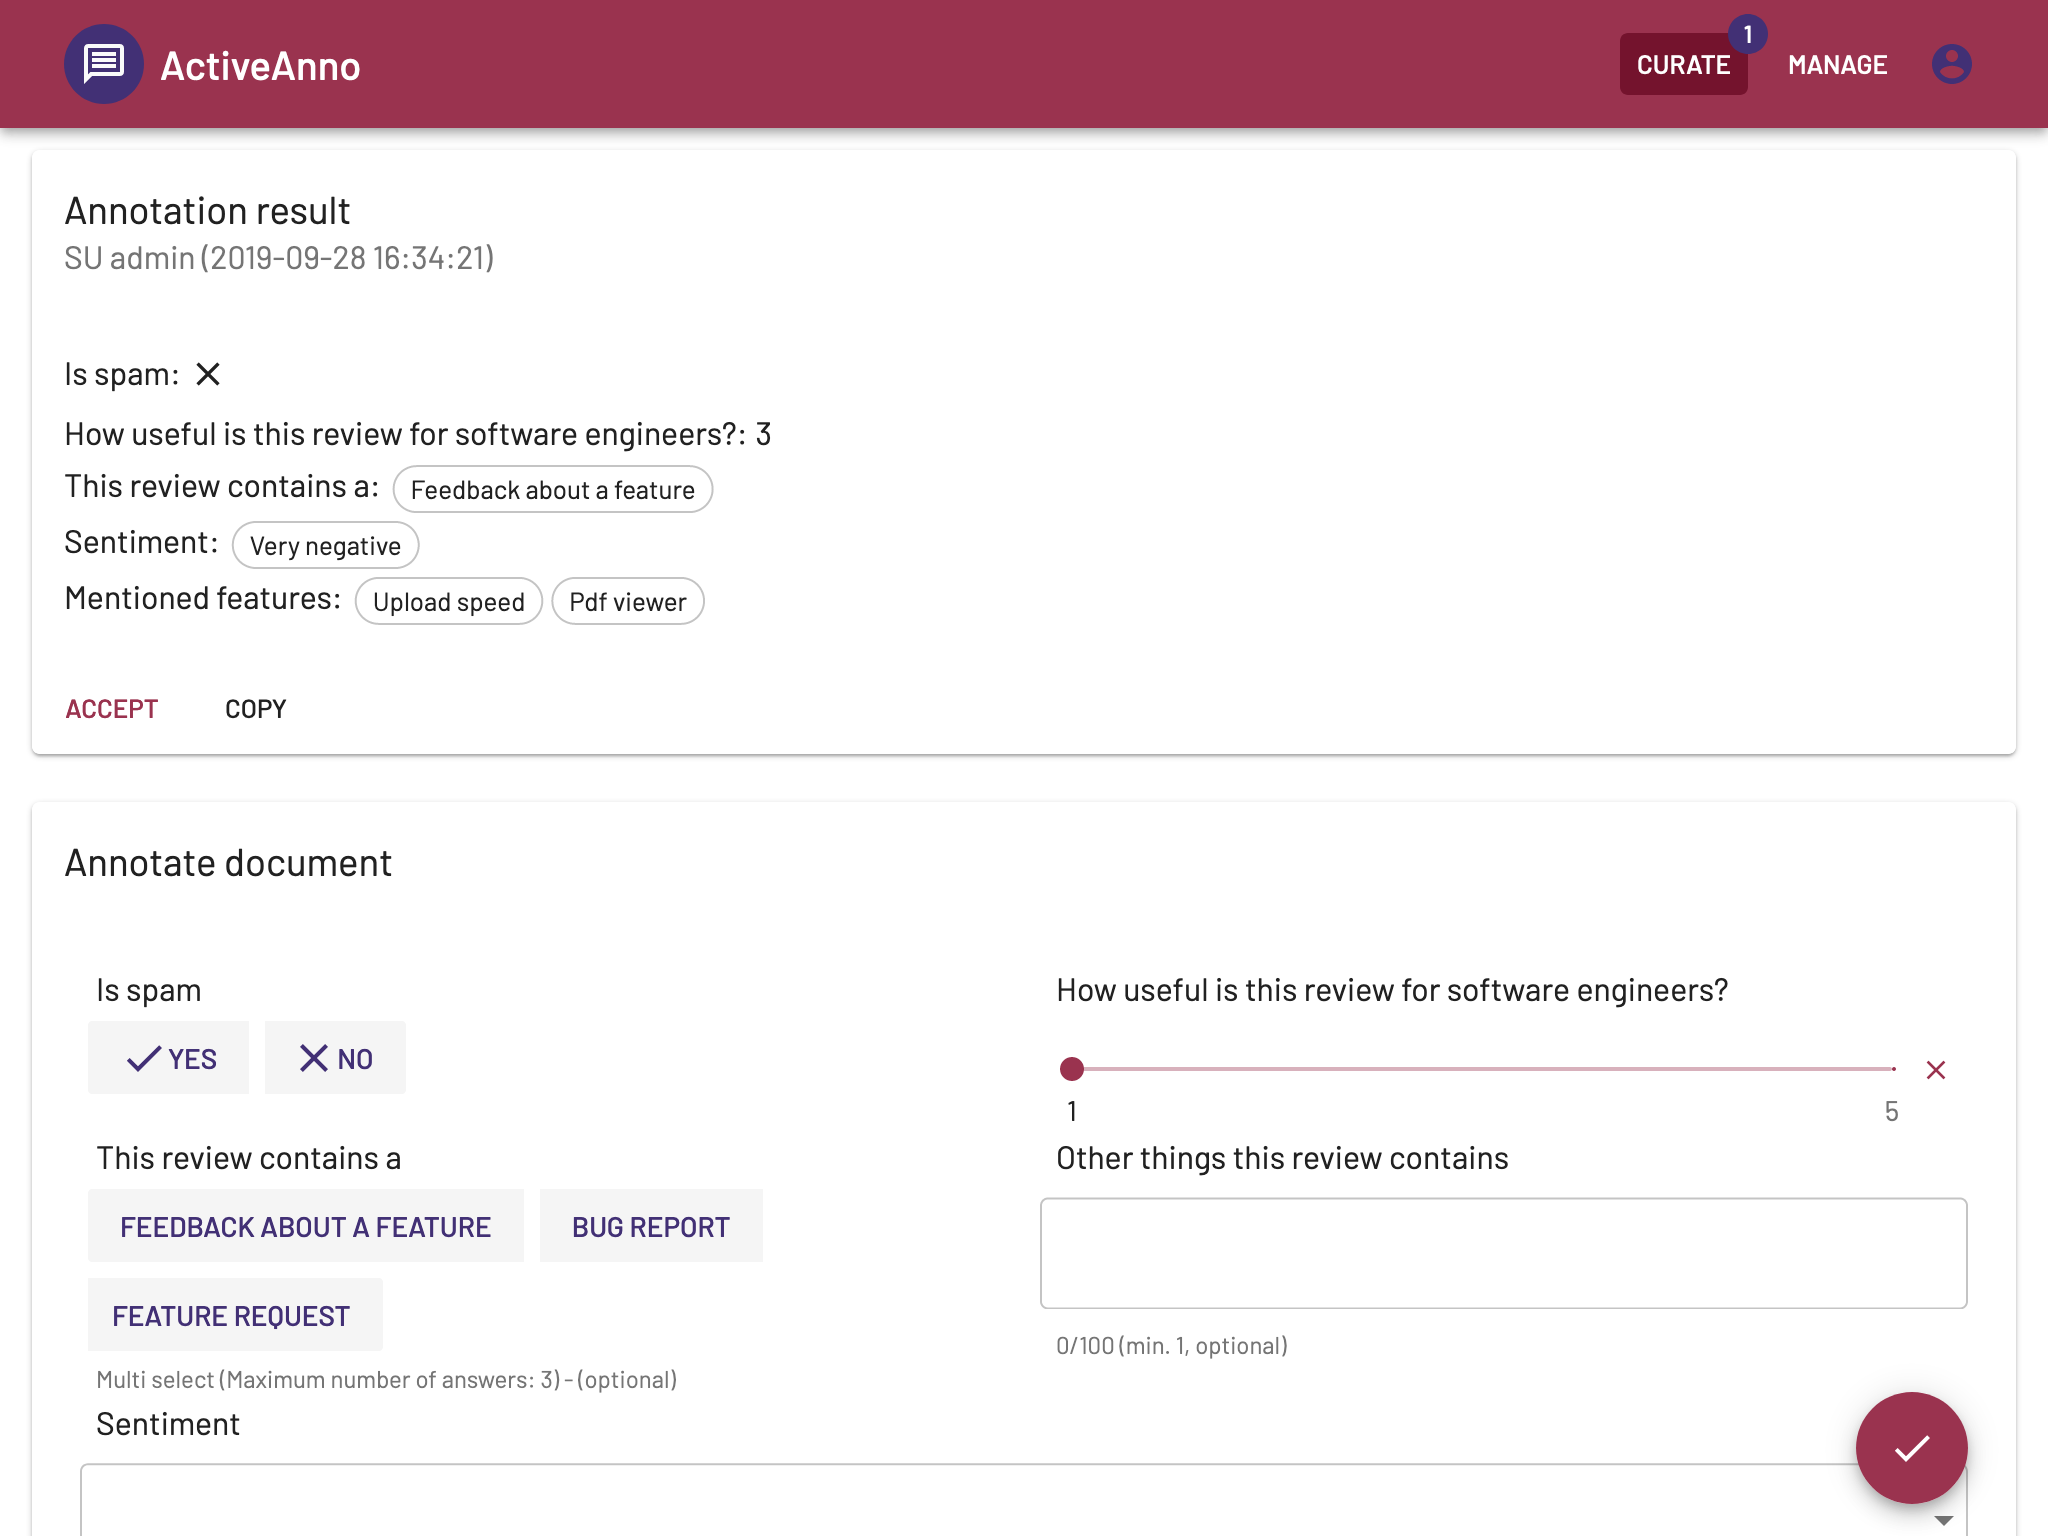 ActiveAnno
CURATE
1
MANAGE
Annotation result
SU admin (2019-09-28 16:34:21)
Is spam:
How useful is this review for software engineers?: 3
This review contains a: Feedback about a feature
Sentiment: Very negative
Mentioned features: Upload speed Pdf viewer
ACCEPT COPY
Annotate document
Is spam
YES NO
How useful is this review for software engineers?
1 5
This review contains a
FEEDBACK ABOUT A FEATURE BUG REPORT
FEATURE REQUEST
Multi select (Maximum number of answers: 3) - (optional)
Other things this review contains
0/100 (min. 1, optional)
Sentiment